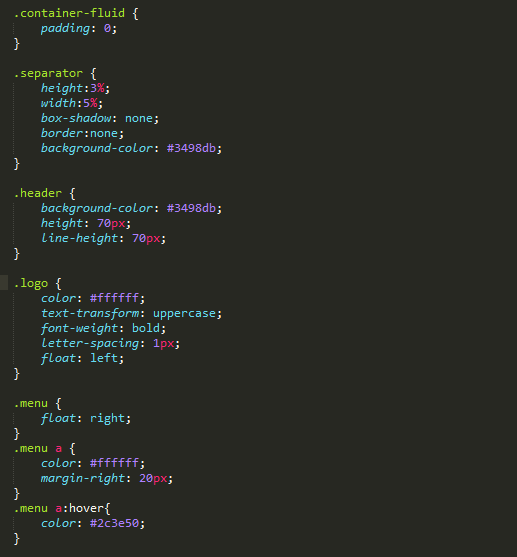 .container-fluid {
    padding: 0;
}

.separator {
    height:3%;
    width:5%;
    box-shadow: none;
    border:none;
    background-color: #3498db;
}

.header {
    background-color: #3498db;
    height: 70px;
    line-height: 70px;
}

.logo {
    color: #ffffff;
    text-transform: uppercase;
    font-weight: bold;
    letter-spacing: 1px;
    float: left;
}

.menu {
    float: right;
}
.menu a {
    color: #ffffff;
    margin-right: 20px;
}
.menu a:hover{
    color: #2c3e50;
}